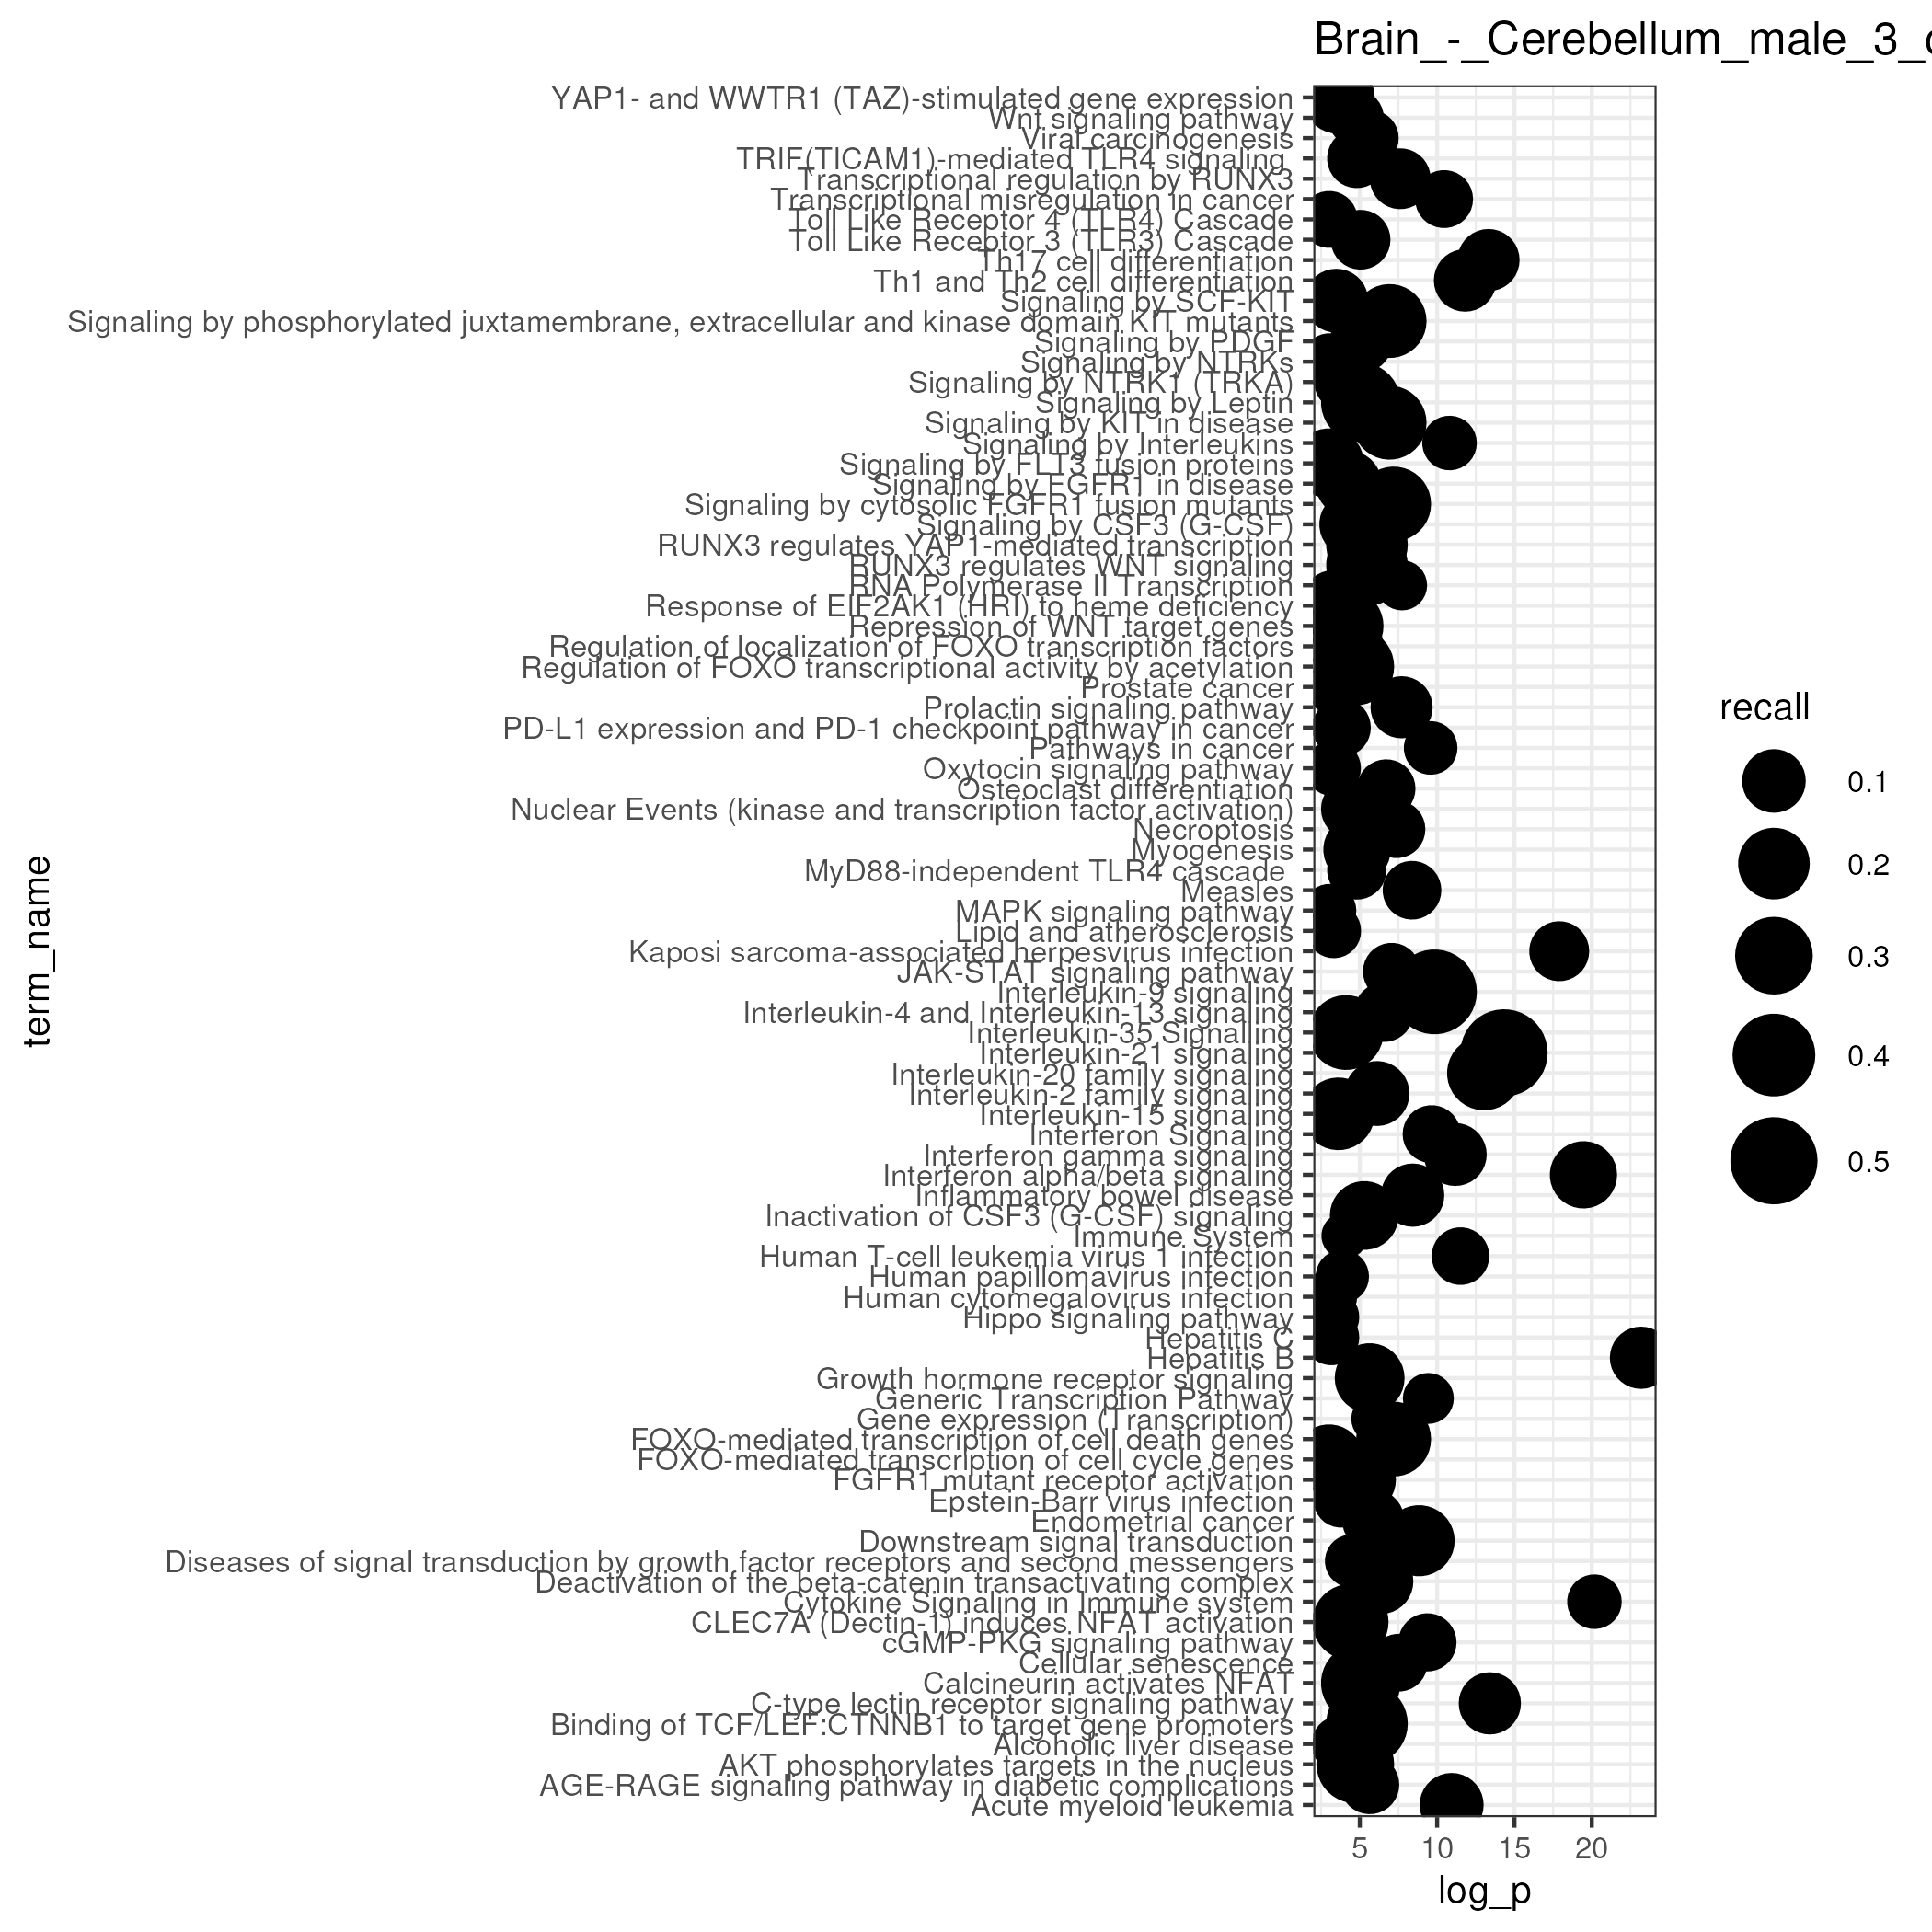 Brain_-_Cerebellum_male_3_
YAP1- and WWTR1 (TAZ)-stimulated gene expression
Wnt signaling pathway
Viral carcinogenesis
TRIF(TICAM1)-mediated TLR4 signaling
Transcriptional regulation by RUNX3
Transcriptional misregulation in cancer
Toll Like Receptor 4 (TLR4) Cascade
Toll Like Receptor 3 (TLR3) Cascade
Th17 cell differentiation
Th1 and Th2 cell differentiation
Signaling by SCF-KIT
Signaling by phosphorylated juxtamembrane, extracellular and kinase domain KIT mutants
Signaling by PDGF
Signaling by NTRKs
Signaling by NTRK1 (TRKA)
Signaling by Leptin
Signaling by KIT in disease
Signaling by Interleukins
Signaling by FLT3 fusion proteins
Signaling by FGFR1 in disease
Signaling by cytosolic FGFR1 fusion mutants
Signaling by CSF3 (G-CSF)
RUNX3 regulates YAP1-mediated transcription
RUNX3 regulates WNT signaling
RNA Polymerase II Transcription
Response of EIF2AK1 (HRI) to heme deficiency
Repression of WNT target genes
Regulation of localization of FOXO transcription factors
Regulation of FOXO transcriptional activity by acetylation
Prostate cancer
Prolactin signaling pathway
PD-L1 expression and PD-1 checkpoint pathway in cancer
Pathways in cancer
Oxytocin signaling pathway
Osteoclast differentiation
Nuclear Events (kinase and transcription factor activation)
Necroptosis
Myogenesis
MyD88-independent TLR4 cascade
Measles
MAPK signaling pathway
Lipid and atherosclerosis
Kaposi sarcoma-associated herpesvirus infection
JAK-STAT signaling pathway
Interleukin-9 signaling
Interleukin-4 and Interleukin-13 signaling
Interleukin-35 Signalling
Interleukin-21 signaling
Interleukin-20 family signaling
Interleukin-2 family signaling
Interleukin-15 signaling
Interferon Signaling
Interferon gamma signaling
Interferon alpha/beta signaling
Inflammatory bowel disease
Inactivation of CSF3 (G-CSF) signaling
Immune System
Human T-cell leukemia virus 1 infection
Human papillomavirus infection
Human cytomegalovirus infection
Hippo signaling pathway
Hepatitis C
Hepatitis B
Growth hormone receptor signaling
Generic Transcription Pathway
Gene expression (Transcription)
FOXO-mediated transcription of cell death genes
FOXO-mediated transcription of cell cycle genes
FGFR1 mutant receptor activation
Epstein-Barr virus infection
Endometrial cancer
Downstream signal transduction
Diseases of signal transduction by growth factor receptors and second messengers
Deactivation of the beta-catenin transactivating complex
Cytokine Signaling in Immune system
CLEC7A (Dectin-1) induces NFAT activation
cGMP-PKG signaling pathway
Cellular senescence
Calcineurin activates NFAT
C-type lectin receptor signaling pathway
Binding of TCF/LEF:CTNNB1 to target gene promoters
Alcoholic liver disease
AKT phosphorylates targets in the nucleus
AGE-RAGE signaling pathway in diabetic complications
Acute myeloid leukemia
term_name
5 10 15 20
log_p
recall
0.1
0.2
0.3
0.4
0.5